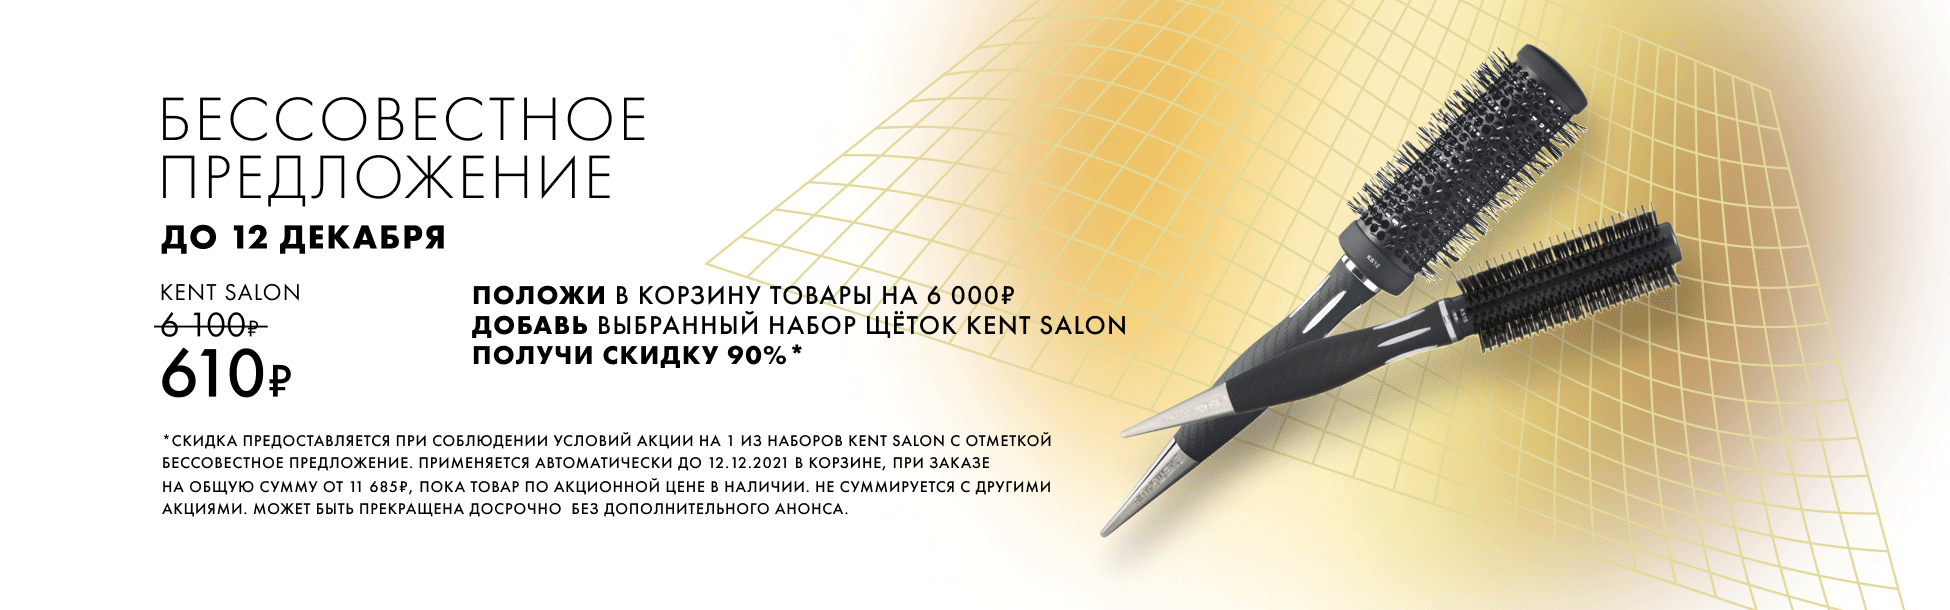 БЕССОВЕСТНОЕ
ПРЕДЛОЖЕНИЕ
ДО 12 ДЕКАБРЯ
KENT SALON
6 100₽
610₽
ПОЛОЖИ В КОРЗИНУ ТОВАРЫ НА 6 000₽
ДОБАВЬ ВЫБРАННЫЙ НАБОР ЩЁТОК KENT SALON
ПОЛУЧИ СКИДКУ 90%*
*СКИДКА ПРЕДОСТАВЛЯЕТСЯ ПРИ СОБЛЮДЕНИИ УСЛОВИЙ АКЦИИ НА 1 ИЗ НАБОРОВ KENT SALON С ОТМЕТКОЙ
БЕССОВЕСТНОЕ ПРЕДЛОЖЕНИЕ. ПРИМЕНЯЕТСЯ АВТОМАТИЧЕСКИ ДО 12.12.2021 В КОРЗИНЕ, ПРИ ЗАКАЗЕ
НА ОБЩУЮ СУММУ ОТ 11 685₽, ПОКА ТОВАР ПО АКЦИОННОЙ ЦЕНЕ В НАЛИЧИИ. НЕ СУММИРУЕТСЯ С ДРУГИМИ
АКЦИЯМИ. МОЖЕТ БЫТЬ ПРЕКРАЩЕНА ДОСРОЧНО БЕЗ ДОПОЛНИТЕЛЬНОГО АНОНСА.
KS12